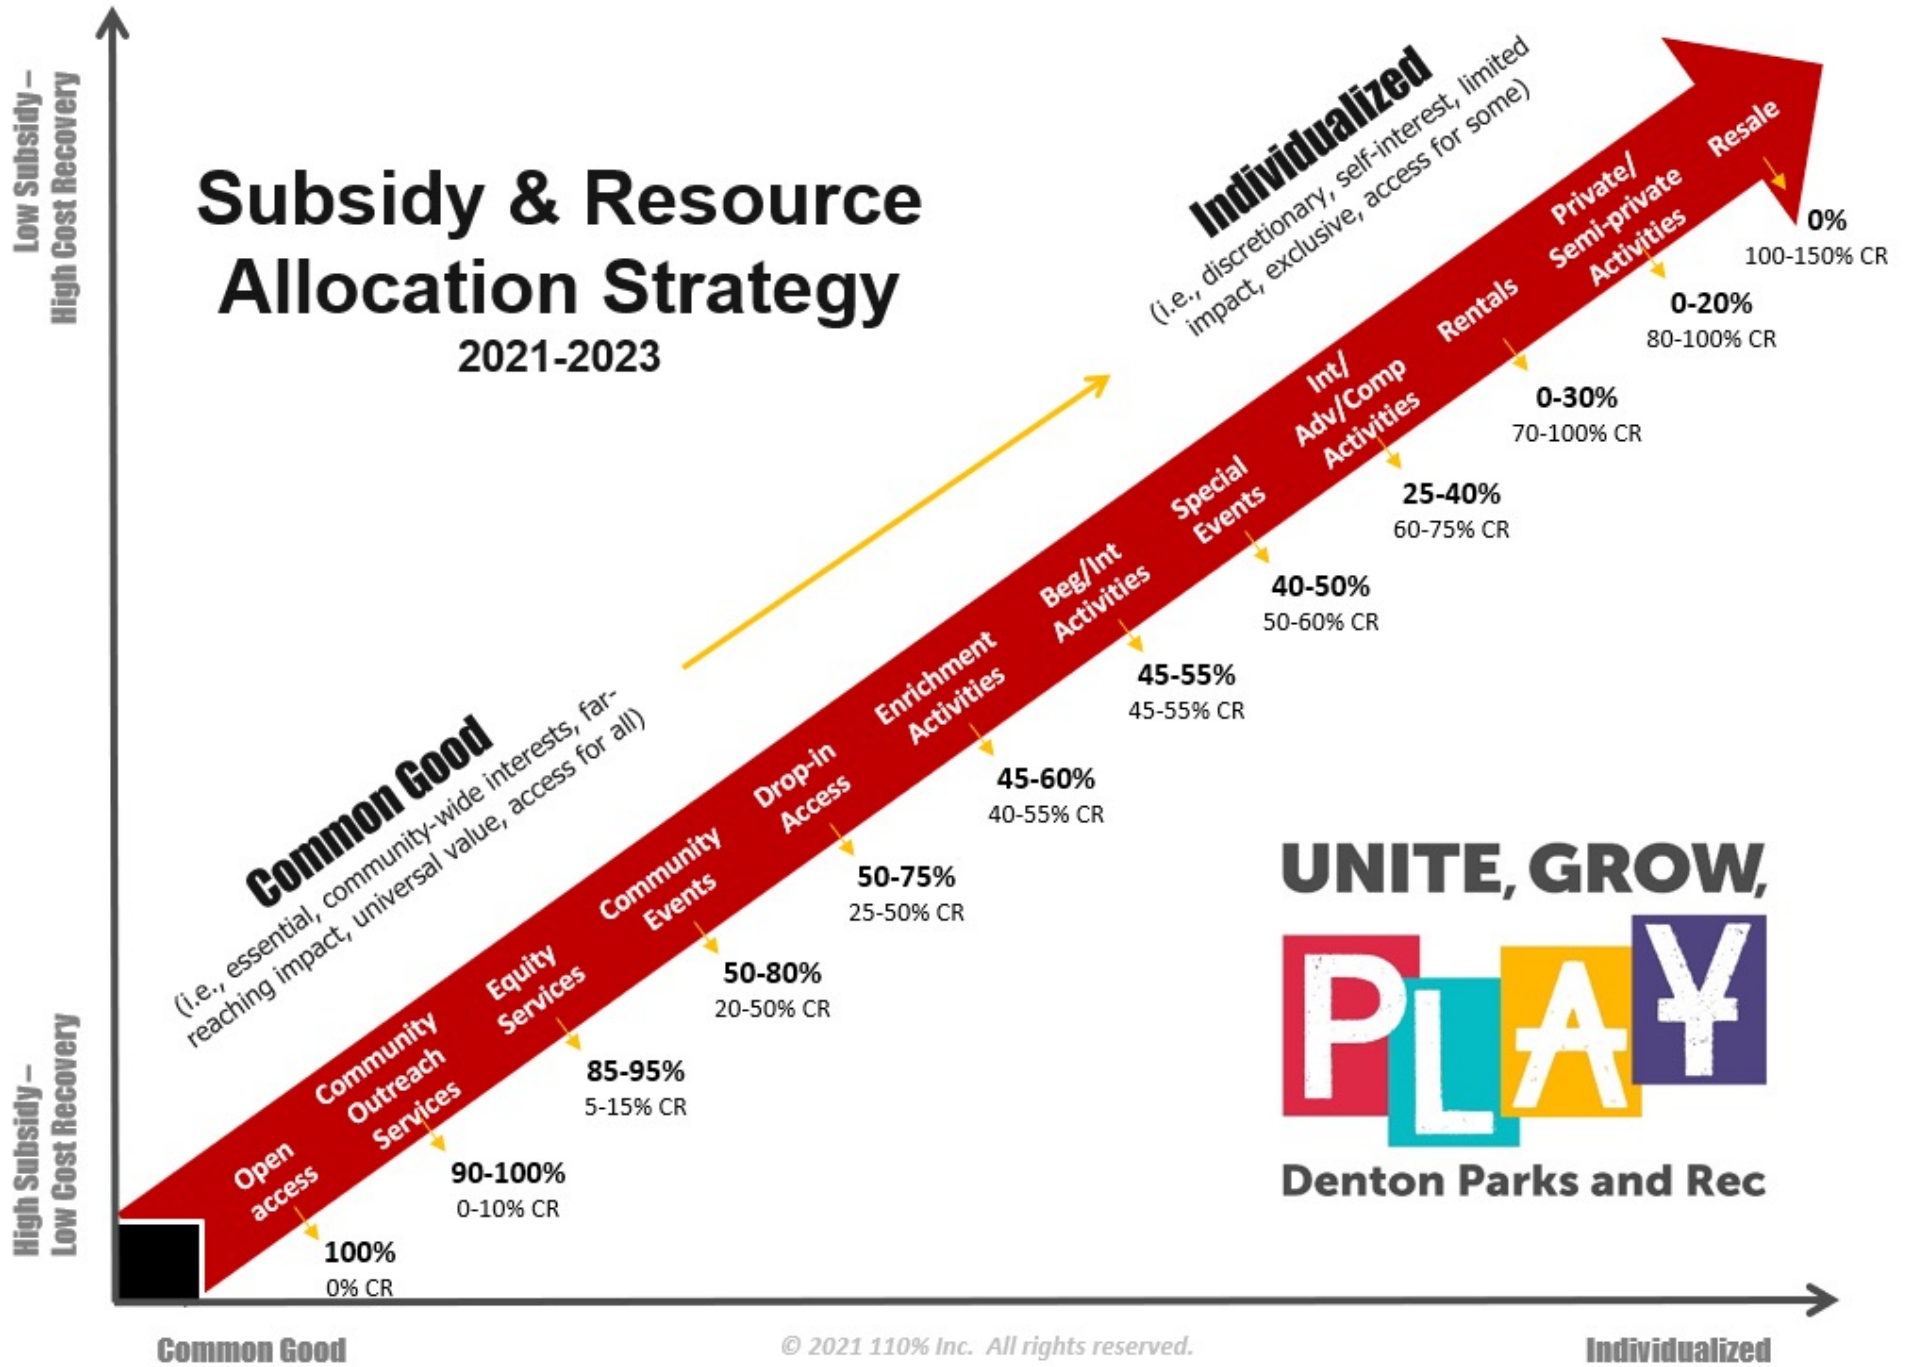 Subsidy & Resource
Allocation Strategy
2021-2023
Low Subsidy –
High Cost Recovery
High Subsidy –
Low Cost Recovery
Individualized
(i.e., discretionary, self-interest, limited
impact, exclusive, access for some)
Common Good
(i.e., essential, community-wide interests, far-
reaching impact, universal value, access for all)
Open
access
100%
0% CR
Community
Outreach
Services
90-100%
0-10% CR
Equity
Services
85-95%
5-15% CR
Community
Events
50-80%
20-50% CR
Drop-in
Access
50-75%
25-50% CR
Enrichment
Activities
45-60%
40-55% CR
Beg/Int
Activities
45-55%
45-55% CR
Special
Events
40-50%
50-60% CR
Int/
Adv/Comp
Activities
25-40%
60-75% CR
Rentals
0-30%
70-100% CR
Private/
Semi-private
Activities
0-20%
80-100% CR
Resale
0%
100-150% CR
UNITE, GROW,
PLAY
Denton Parks and Rec
Common Good
© 2021 110% Inc. All rights reserved.
Individualized